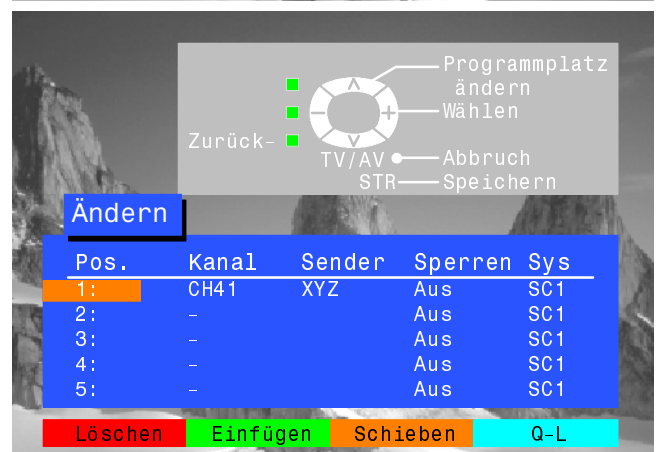 Programmplatz
ändern
Wählen
Zurück–
TV/AV Abbruch
STR Speichern
Ändern
Pos. Kanal Sender Sperren Sys
1: CH41 XYZ Aus SC1
2: – Aus SC1
3: – Aus SC1
4: – Aus SC1
5: – Aus SC1
Löschen Einfügen Schieben Q–L